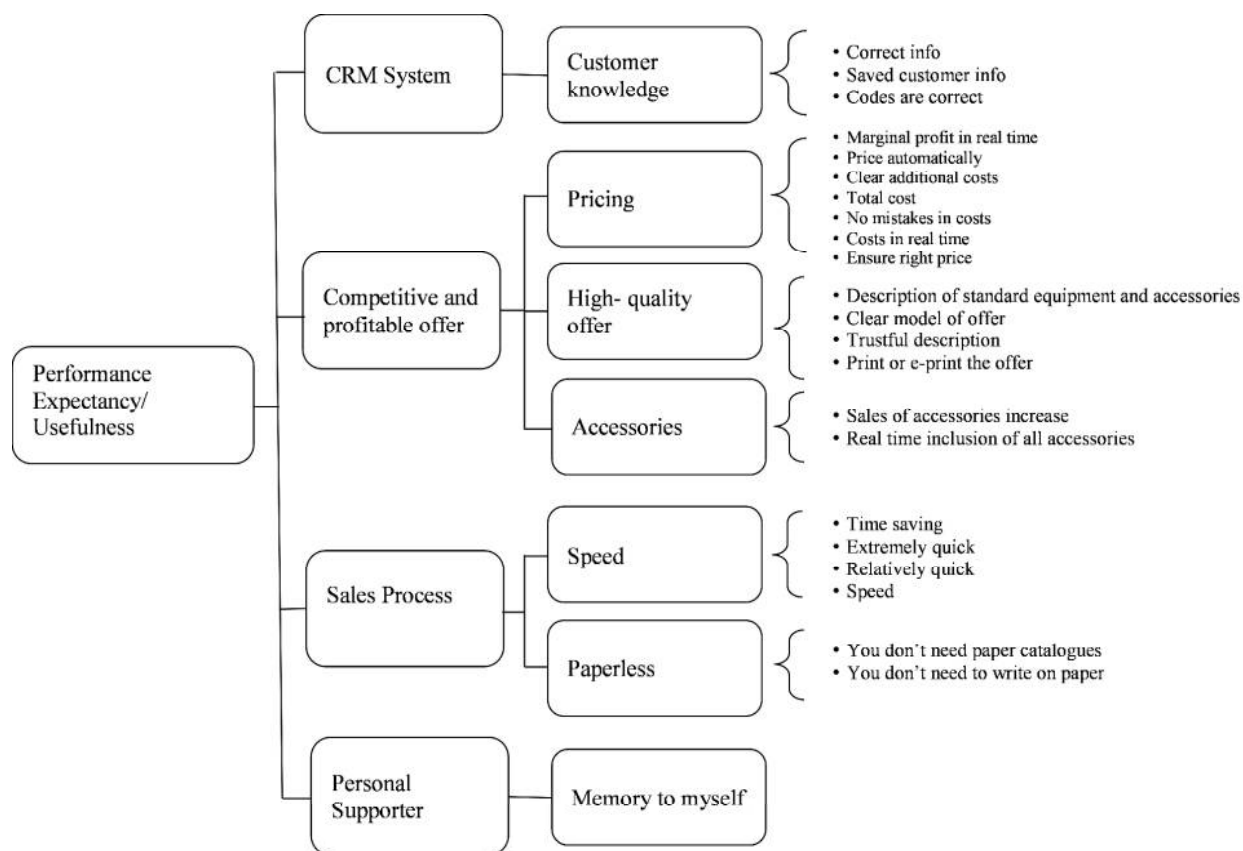 Performance
Expectancy/
Usefulness
CRM System
Customer
knowledge
• Correct info
• Saved customer info
• Codes are correct
Competitive and
profitable offer
Pricing
• Marginal profit in real time
• Price automatically
• Clear additional costs
• Total cost
• No mistakes in costs
• Costs in real time
• Ensure right price
High- quality
offer
• Description of standard equipment and accessories
• Clear model of offer
• Trustful description
• Print or e-print the offer
Accessories
• Sales of accessories increase
• Real time inclusion of all accessories
Sales Process
Speed
• Time saving
• Extremely quick
• Relatively quick
• Speed
Paperless
• You don't need paper catalogues
• You don't need to write on paper
Personal
Supporter
Memory to myself